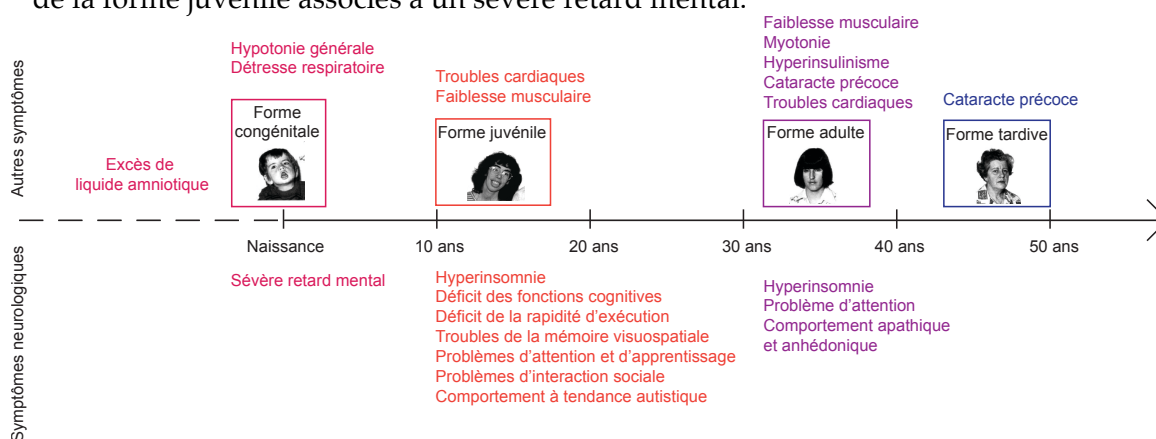 de la forme juvénile associés à un sévère retard mental.
Faiblesse musculaire
Myotonie
Hyperinsulinisme
Cataracte précoce
Troubles cardiaques
Hypotonie générale
Détresse respiratoire
Troubles cardiaques
Faiblesse musculaire
Cataracte précoce
Autres symptômes
Forme
congénitale
Forme juvénile
Forme adulte
Forme tardive
Excès de
liquide amniotique
Naissance
10 ans
20 ans
30 ans
40 ans
50 ans
Symptômes neurologiques
Sévère retard mental
Hyperinsomnie
Déficit des fonctions cognitives
Déficit de la rapidité d'exécution
Troubles de la mémoire visuospatiale
Problèmes d'attention et d'apprentissage
Problèmes d'interaction sociale
Comportement à tendance autistique
Hyperinsomnie
Problème d'attention
Comportement apathique
et anhédonique